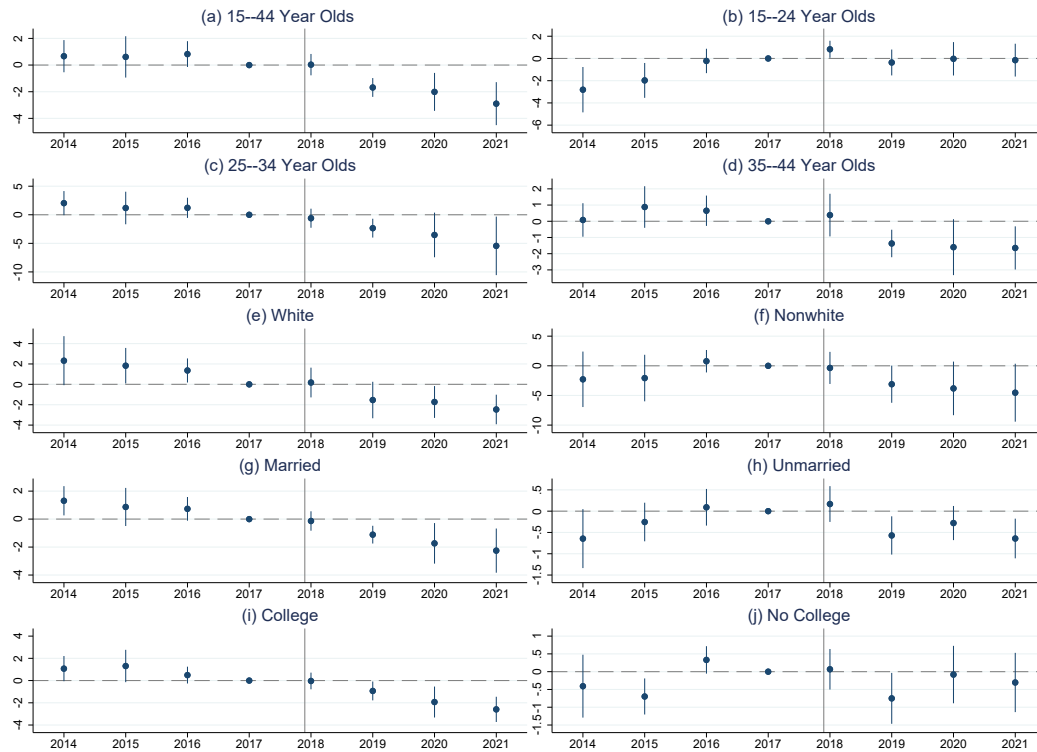 (a) 15--44 Year Olds
2
0
-2
-4
2014 2015 2016 2017 2018 2019 2020 2021
(b) 15--24 Year Olds
2
0
-2
-4
-6
2014 2015 2016 2017 2018 2019 2020 2021
(c) 25--34 Year Olds
5
0
-5
-10
2014 2015 2016 2017 2018 2019 2020 2021
(d) 35--44 Year Olds
2
1
0
-1
-2
-3
2014 2015 2016 2017 2018 2019 2020 2021
(e) White
4
2
0
-2
-4
2014 2015 2016 2017 2018 2019 2020 2021
(f) Nonwhite
5
0
-5
-10
2014 2015 2016 2017 2018 2019 2020 2021
(g) Married
2
0
-2
-4
2014 2015 2016 2017 2018 2019 2020 2021
(h) Unmarried
.5
0
-.5
-1
-1.5
2014 2015 2016 2017 2018 2019 2020 2021
(i) College
4
2
0
-2
-4
2014 2015 2016 2017 2018 2019 2020 2021
(j) No College
1
.5
0
-.5
-1
-1.5
2014 2015 2016 2017 2018 2019 2020 2021